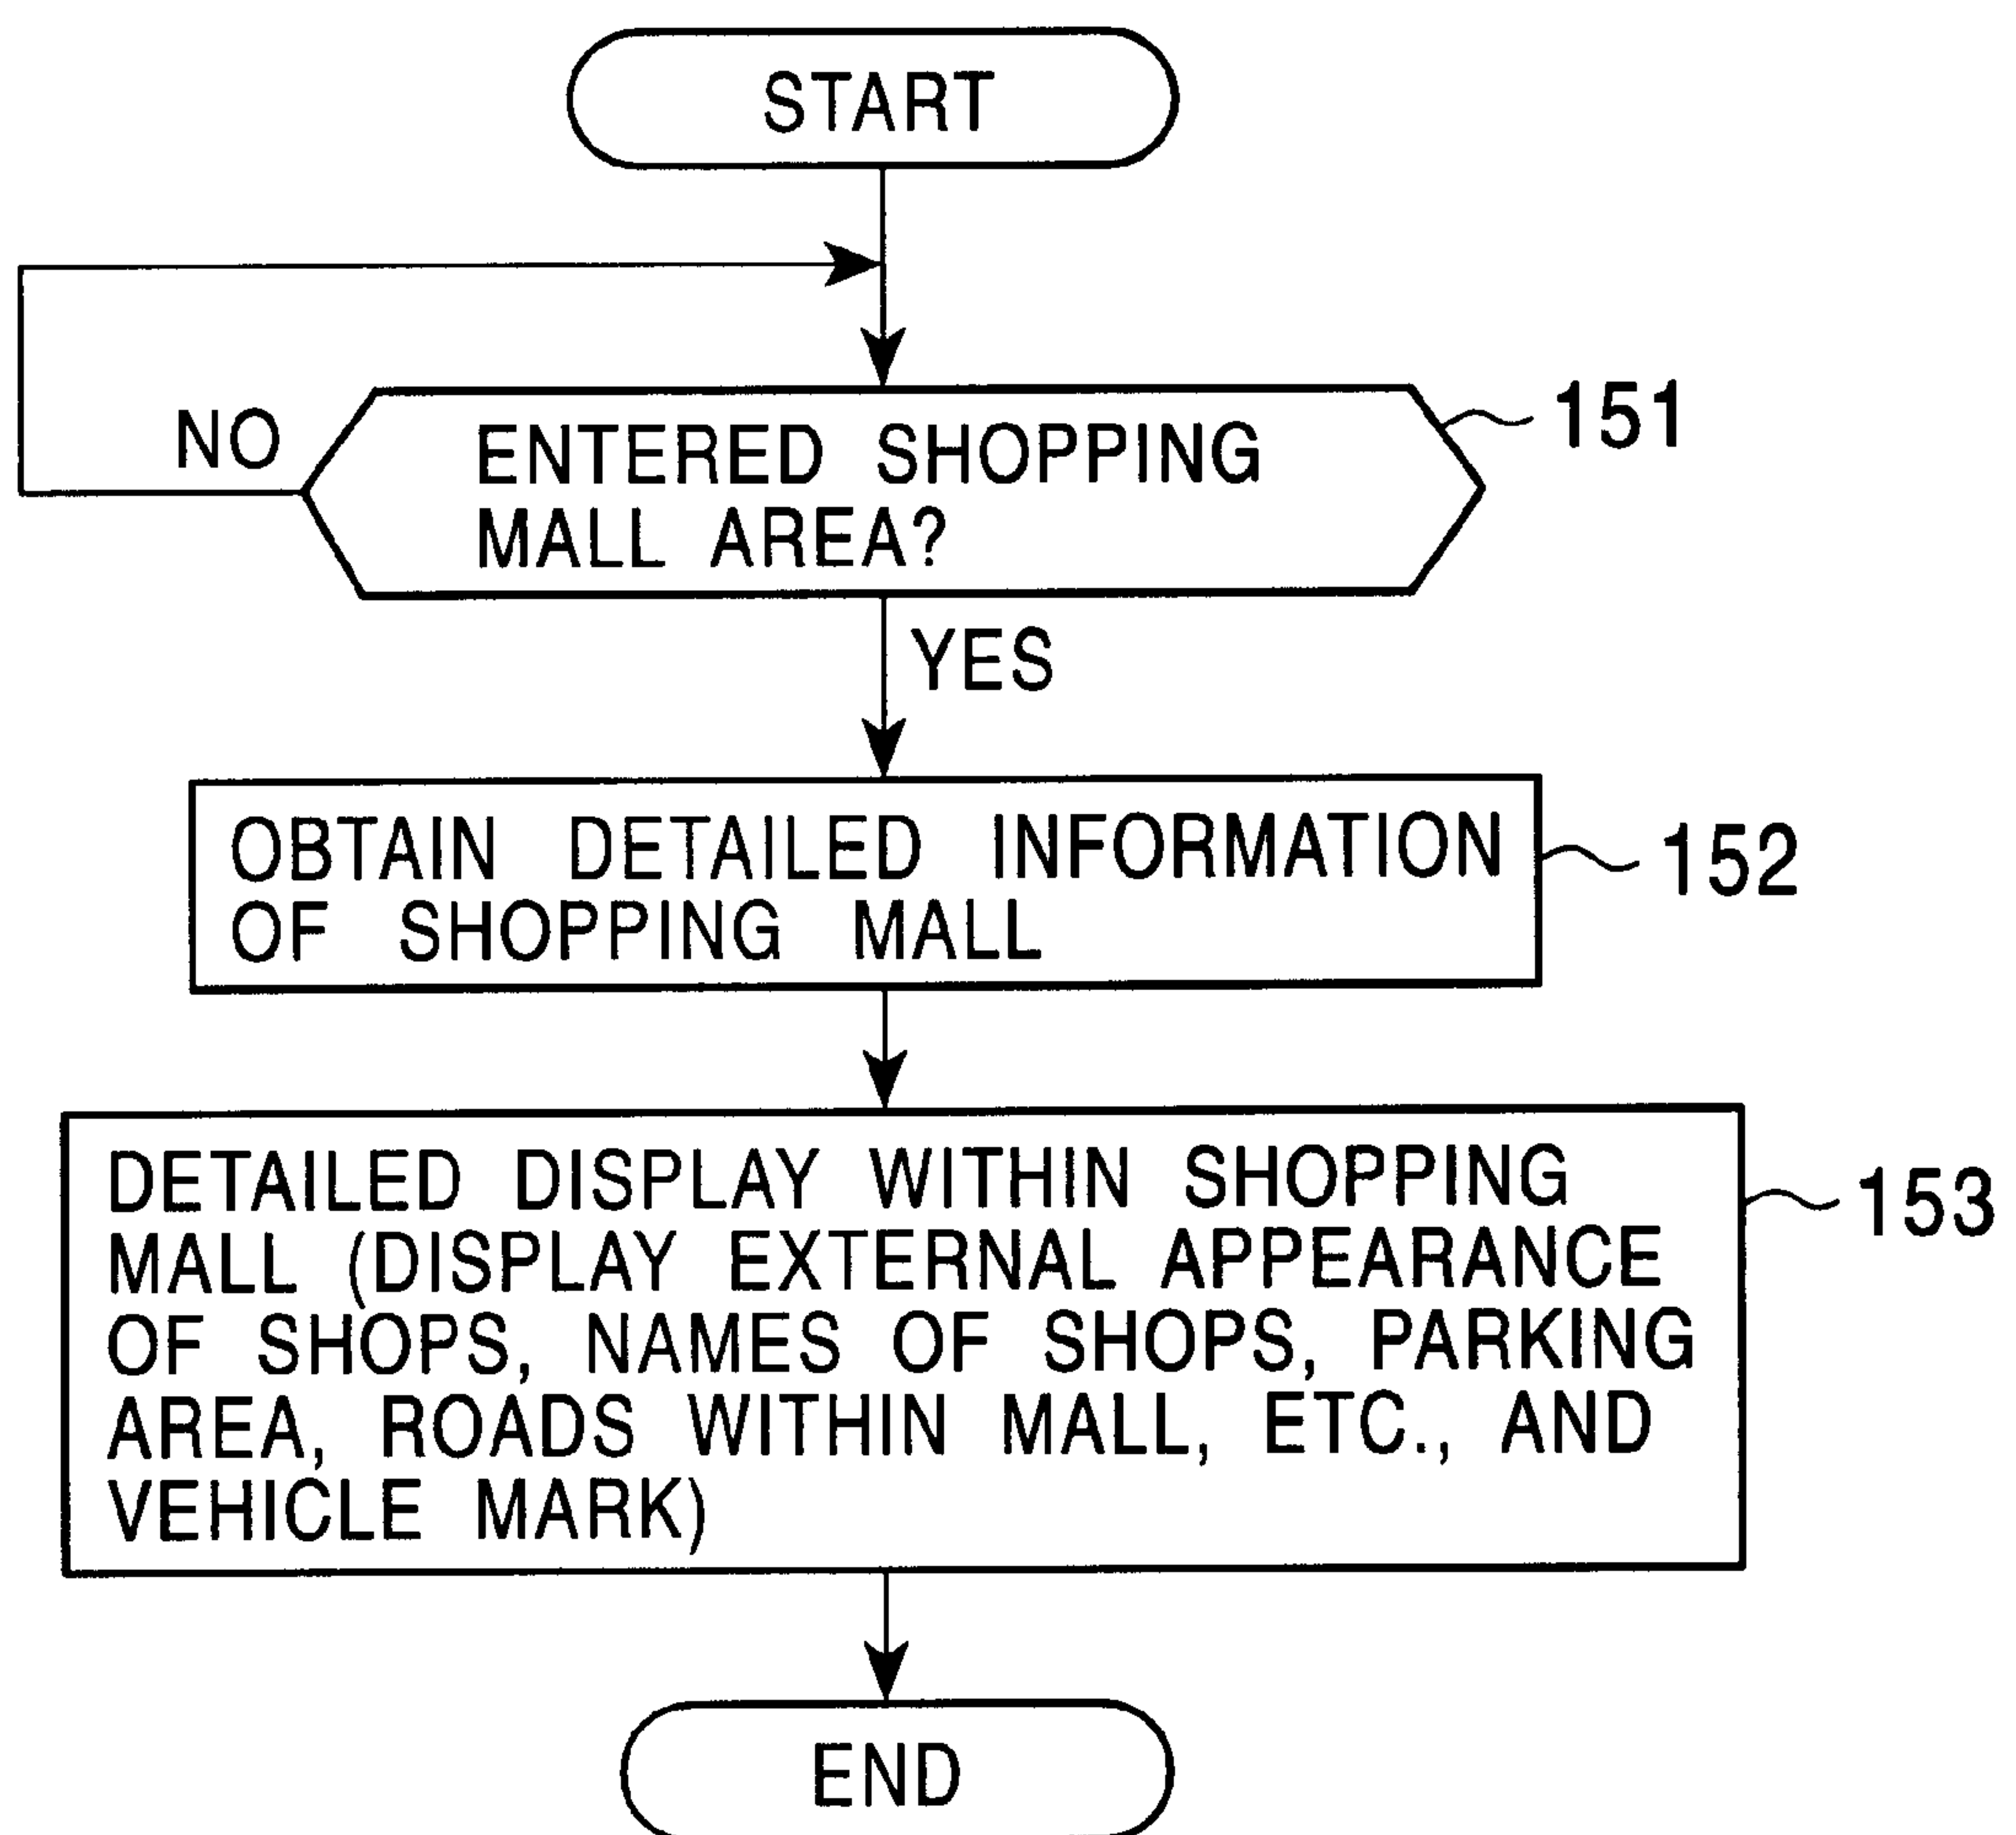 START
NO
ENTERED SHOPPING
MALL AREA?
151
YES
OBTAIN DETAILED INFORMATION
OF SHOPPING MALL
152
DETAILED DISPLAY WITHIN SHOPPING
MALL (DISPLAY EXTERNAL APPEARANCE
OF SHOPS, NAMES OF SHOPS, PARKING
AREA, ROADS WITHIN MALL, ETC., AND
VEHICLE MARK)
153
END